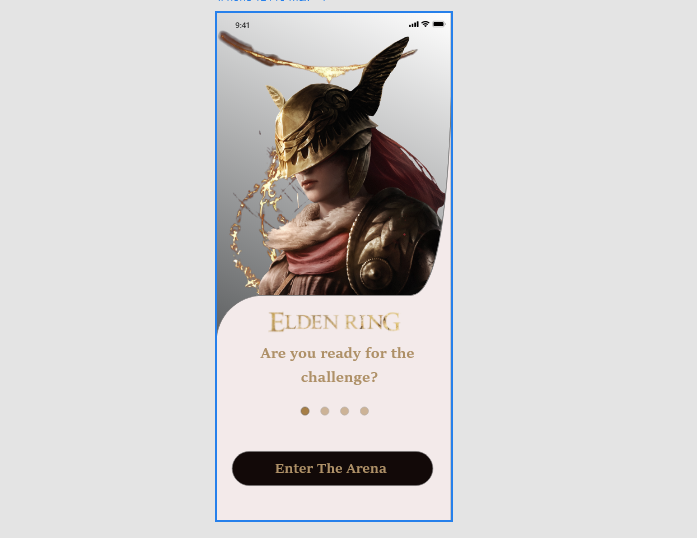 9:41
ELDEN RING
Are you ready for the
challenge?
Enter The Arena